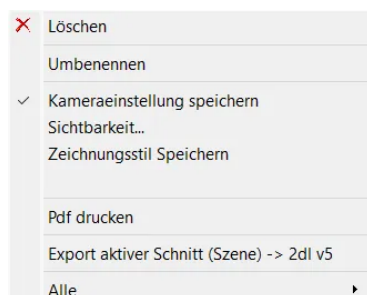 Löschen
Umbenennen
Kameraeinstellung speichern
Sichtbarkeit...
Zeichnungsstil Speichern
Pdf drucken
Export aktiver Schnitt (Szene) -> 2dl v5
Alle